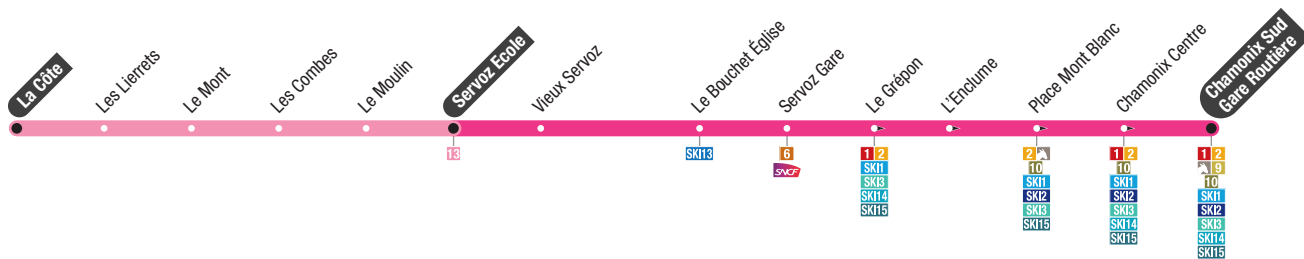 La Côte
Les Lierrets
Le Mont
Les Combes
Le Moulin
Servoz Ecole
Vieux Servoz
Le Bouchet Église
Servoz Gare
Le Grépon
L'Enclume
Place Mont Blanc
Chamonix Centre
Chamonix Sud
Gare Routière
13
SKI13
6
SNCF
1 2
SKI1
SKI3
SKI14
SKI15
2
10
SKI1
SKI2
SKI3
SKI15
1 2
10
SKI1
SKI2
SKI3
SKI14
SKI15
1 2
9
10
SKI1
SKI2
SKI3
SKI14
SKI15